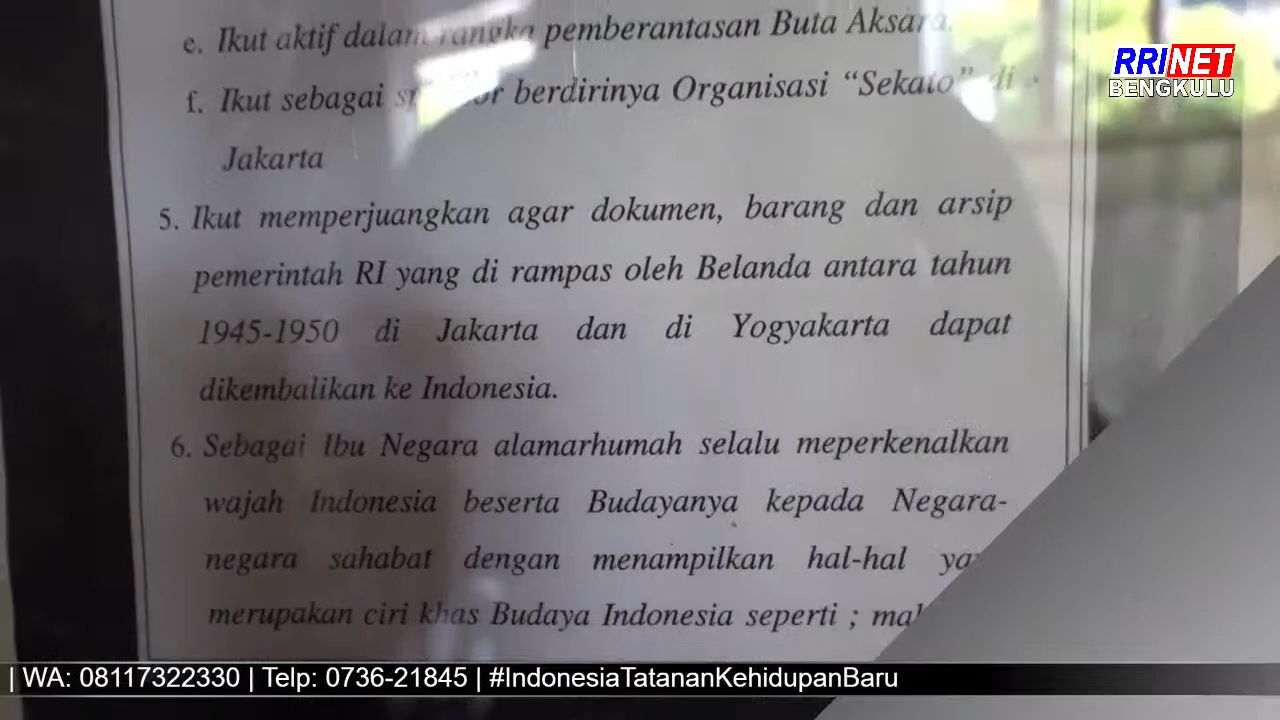 e. Ikut aktif dalam rangka pemberantasan Buta Aksara.
RRINET
BENGKULU
f. Ikut sebagai berdirinya Organisasi “Sekato” di
Jakarta
5. Ikut memperjuangkan agar dokumen, barang dan arsip
pemerintah RI yang di rampas oleh Belanda antara tahun
1945-1950 di Jakarta dan di Yogyakarta dapat
dikembalikan ke Indonesia.
6. Sebagai Ibu Negara alamarhumah selalu meperkenalkan
wajah Indonesia beserta Budayanya kepada Negara-
negara sahabat dengan menampilkan hal-hal
merupakan ciri khas Budaya Indonesia seperti ;
| WA: 08117322330 | Telp: 0736-21845 | #IndonesiaTatananKehidupanBaru